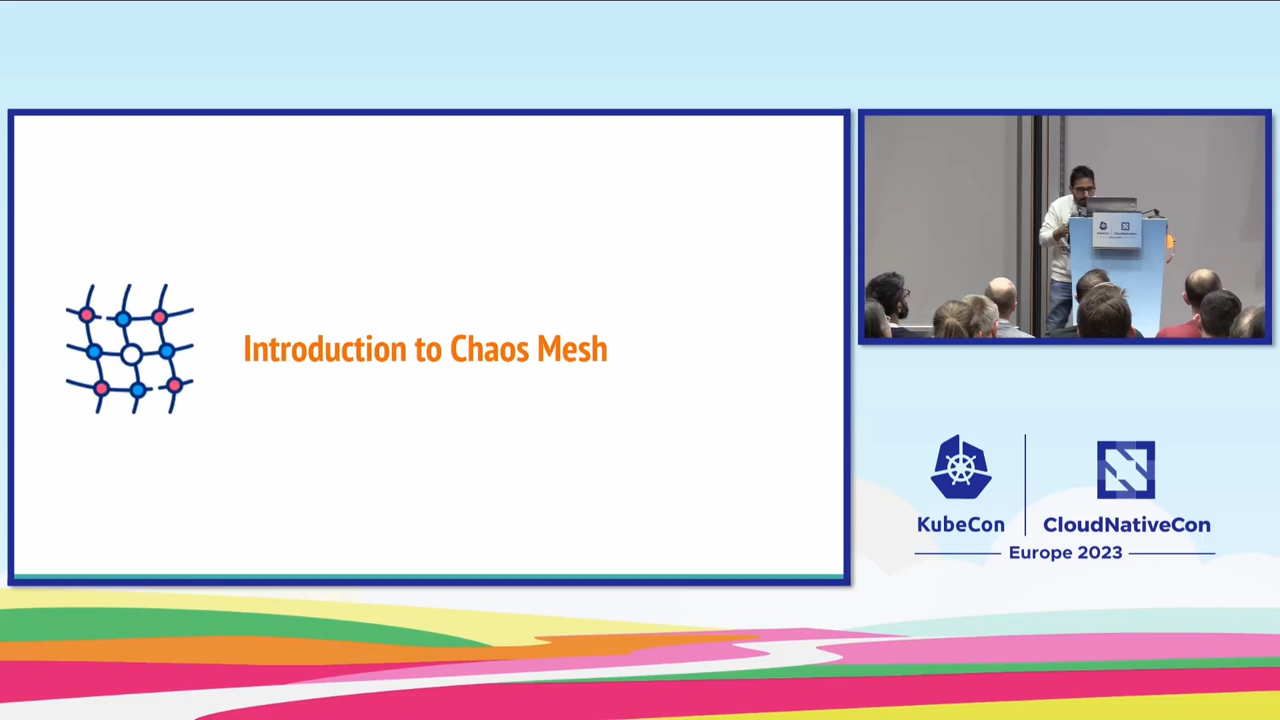 Introduction to Chaos Mesh
KubeCon
CloudNativeCon
Europe 2023